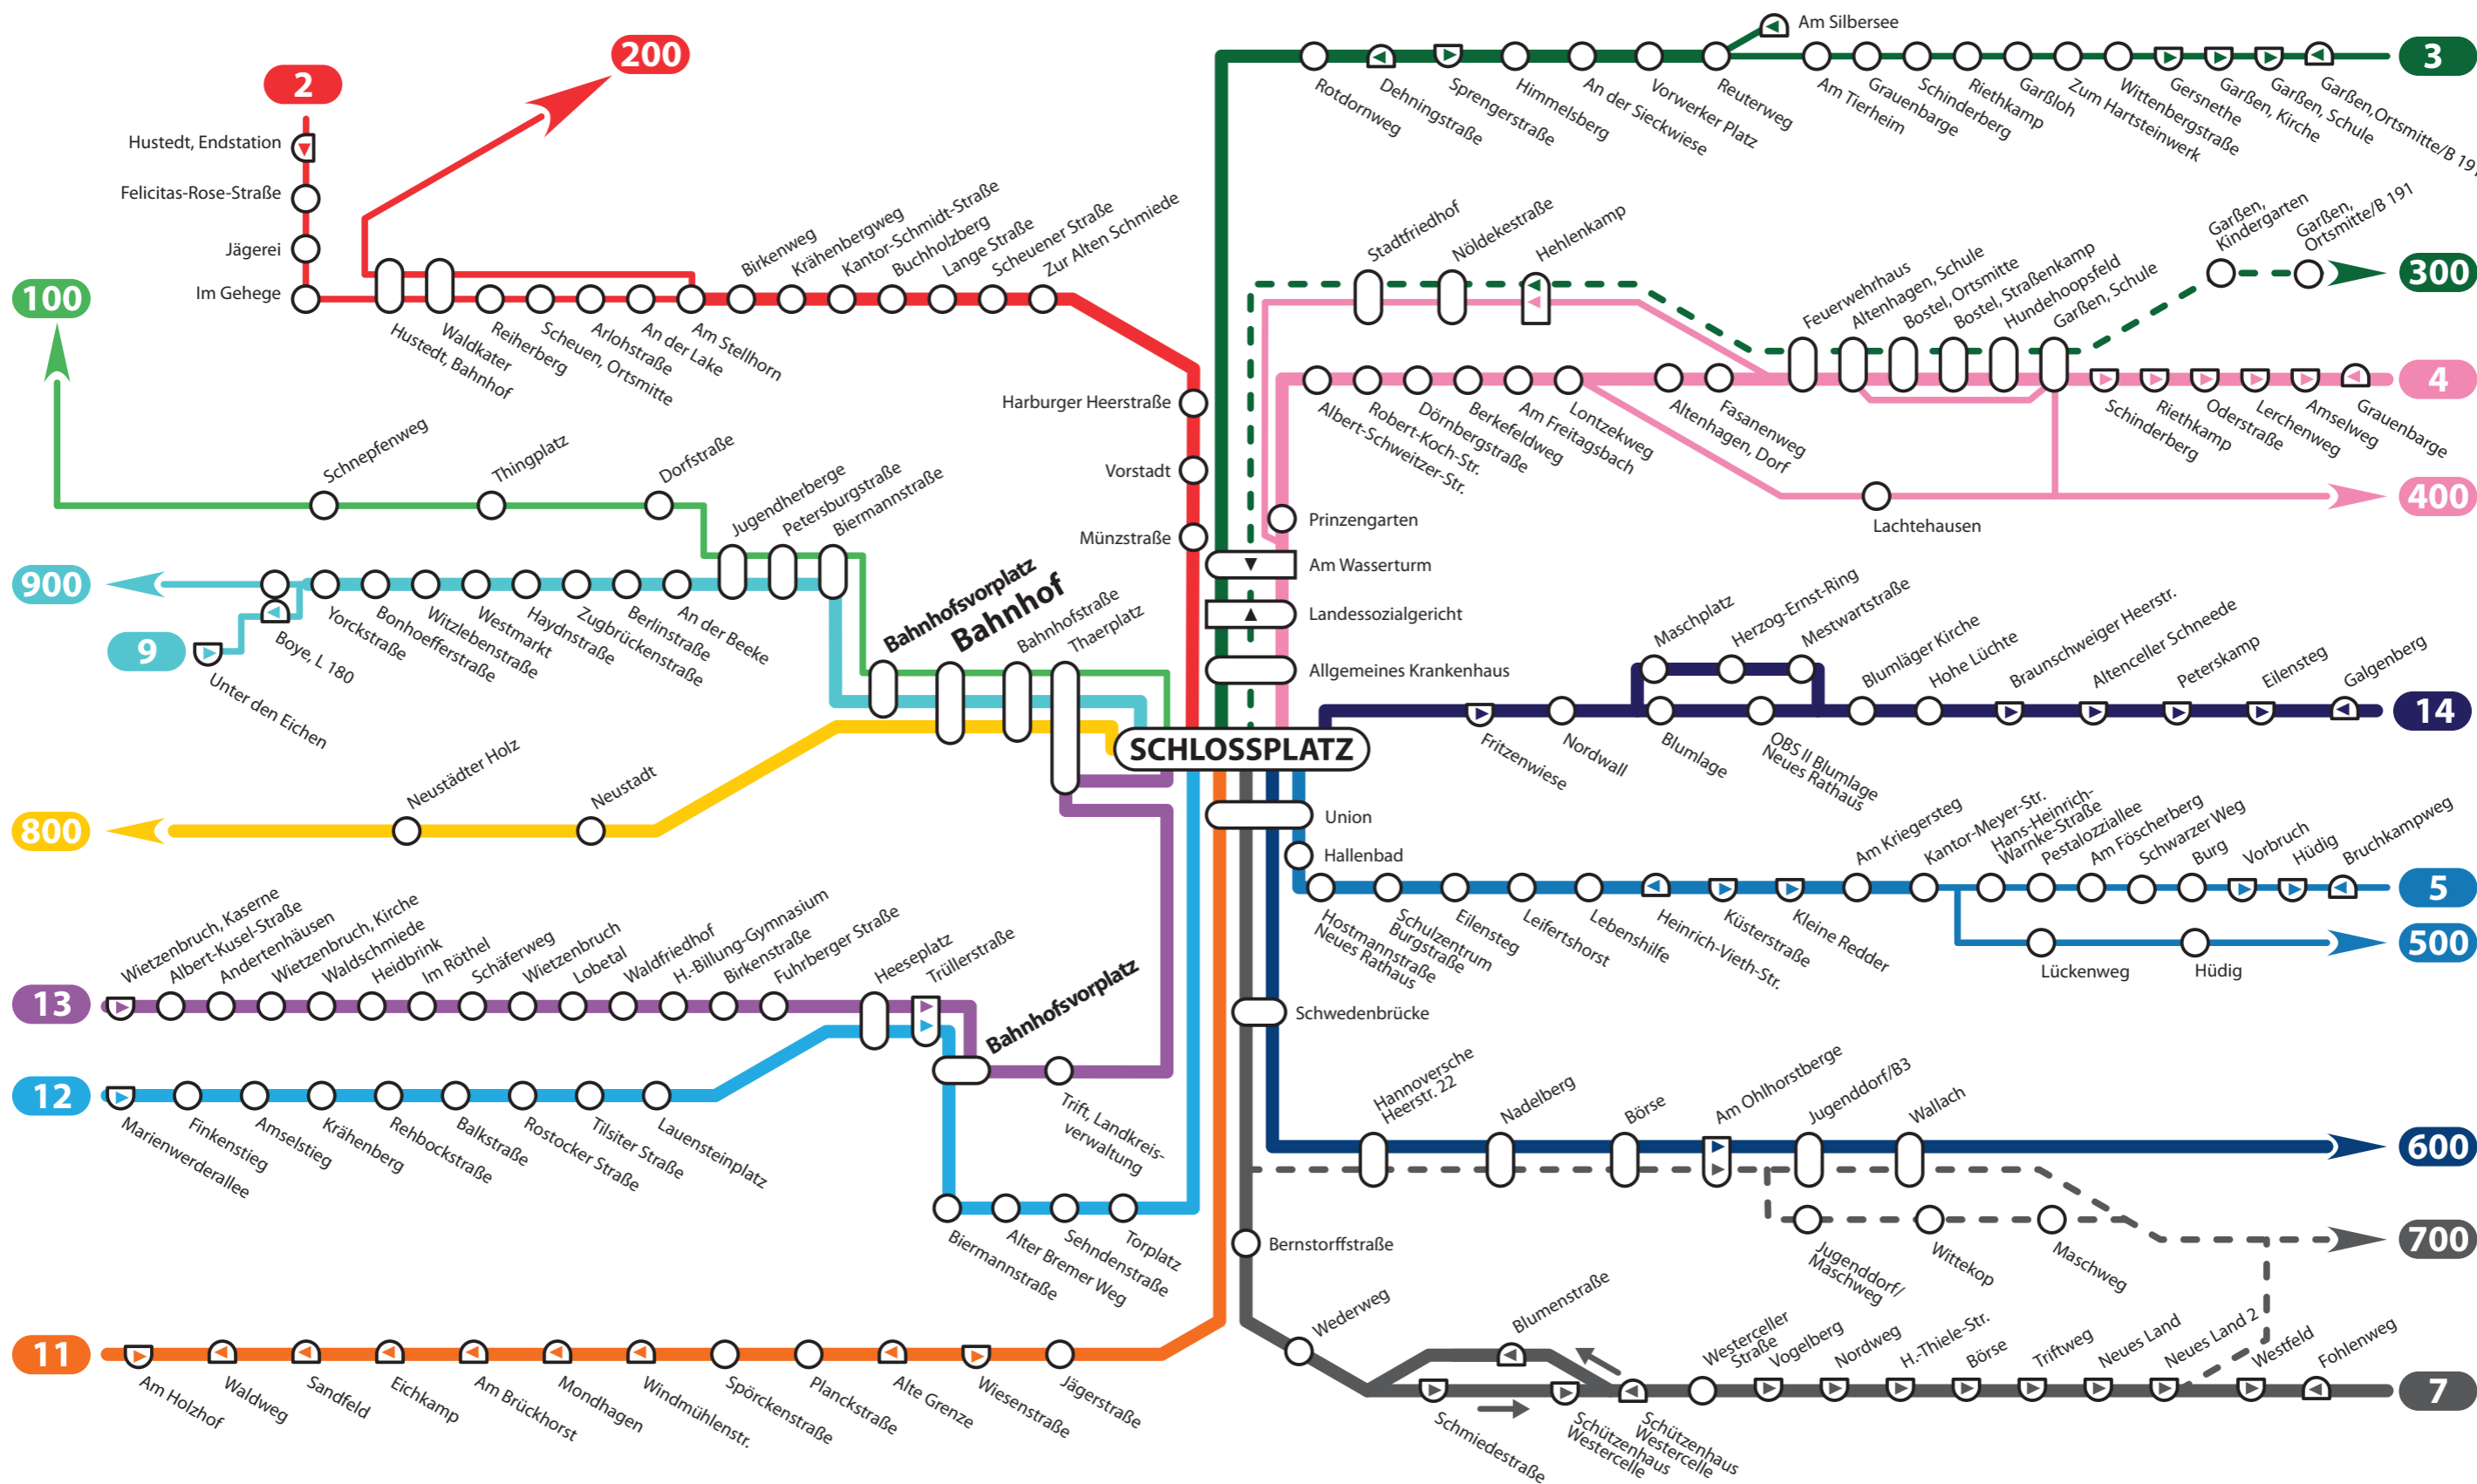 200
2
Hustedt, Endstation
Felicitas-Rose-Straße
Jägerei
Im Gehege
Hustedt, Bahnhof
Waldkater
Reiherberg
Scheuen, Ortsmitte
Arlohstraße
An der Lake
Am Stellhorn
Birkenweg
Krähenbergweg
Kantor-Schmidt-Straße
Buchholzberg
Lange Straße
Scheuener Straße
Zur Alten Schmiede
Harburger Heerstraße
Vorstadt
Münzstraße
Am Silbersee
3
Rotdornweg
Dehningstraße
Sprengerstraße
Himmelsberg
An der Sieckwiese
Vorwerker Platz
Reuterweg
Am Tierheim
Grauenbarge
Schinderberg
Riethkamp
Garßloh
Zum Hartsteinwerk
Wittenbergstraße
Gersnethe
Garßen, Kirche
Garßen, Schule
Garßen,Ortsmitte/B 191
Stadtfriedhof
Nöldekestraße
Hehlenkamp
Feuerwehrhaus
Altenhagen, Schule
Bostel, Ortsmitte
Bostel, Straßenkamp
Hundehoopsfeld
Garßen, Schule
Garßen,
Kindergarten
Garßen,
Ortsmitte/B 191
300
4
Albert-Schweitzer-Str.
Robert-Koch-Str.
Dörnbergstraße
Berkefeldweg
Am Freitagsbach
Lontzekweg
Altenhagen, Dorf
Fasanenweg
Schinderberg
Riethkamp
Oderstraße
Lerchenweg
Amselweg
Grauenbarge
400
Lachtehausen
Prinzengarten
Am Wasserturm
Landessozialgericht
Allgemeines Krankenhaus
100
Schnepfenweg
Thingplatz
Dorfstraße
Jugendherberge
Petersburgstraße
Biermannstraße
900
9
Unter den Eichen
Boye, L 180
Yorckstraße
Bonhoefferstraße
Witzlebenstraße
Westmarkt
Haydnstraße
Zugbrückenstraße
Berlinstraße
An der Beeke
Bahnhofsvorplatz
Bahnhof
Bahnhofstraße
Thaerplatz
SCHLOSSPLATZ
Maschplatz
Herzog-Ernst-Ring
Mestwartstraße
Blumläger Kirche
Hohe Lüchte
Braunschweiger Heerstr.
Altenceller Schneede
Peterskamp
Eilensteg
Galgenberg
14
Fritzenwiese
Nordwall
Blumlage
OBS II Blumlage
Neues Rathaus
800
Neustädter Holz
Neustadt
Union
Hallenbad
Hostmannstraße
Neues Rathaus
Schulzentrum
Burgstraße
Eilensteg
Leifertshorst
Lebenshilfe
Heinrich-Vieth-Str.
Küsterstraße
Kleine Redder
Am Kriegersteg
Kantor-Meyer-Str.
Hans-Heinrich-
Warnke-Straße
Pestalozziallee
Am Föscherberg
Schwarzer Weg
Burg
Vorbruch
Hüdig
Bruchkampweg
5
500
Lückenweg
Hüdig
13
Wietzenbruch, Kaserne
Albert-Kusel-Straße
Andertenhäusen
Wietzenbruch, Kirche
Waldschmiede
Heidbrink
Im Röthel
Schäferweg
Wietzenbruch
Lobetal
Waldfriedhof
H.-Billung-Gymnasium
Birkenstraße
Fuhrberger Straße
Heeseplatz
Trüllerstraße
Bahnhofsvorplatz
Trift, Landkreis-
verwaltung
12
Marienwerderallee
Finkenstieg
Amselstieg
Krähenberg
Rehbockstraße
Balkstraße
Rostocker Straße
Tilsiter Straße
Lauensteinplatz
Biermannstraße
Alter Bremer Weg
Sehndenstraße
Torplatz
Schwedenbrücke
Hannoversche
Heerstr. 22
Nadelberg
Börse
Am Ohlhorstberge
Jugenddorf/B3
Wallach
600
700
Jugenddorf/
Maschweg
Wittekop
Maschweg
Bernstorffstraße
Wederweg
11
Am Holzhof
Waldweg
Sandfeld
Eichkamp
Am Brückhorst
Mondhagen
Windmühlenstr.
Spörckenstraße
Planckstraße
Alte Grenze
Wiesenstraße
Jägerstraße
Blumenstraße
Schmiedestraße
Schützenhaus
Westercelle
Schützenhaus
Westercelle
Westerceller
Straße
Vogelberg
Nordweg
H.-Thiele-Str.
Börse
Triftweg
Neues Land
Neues Land 2
Westfeld
Fohlenweg
7